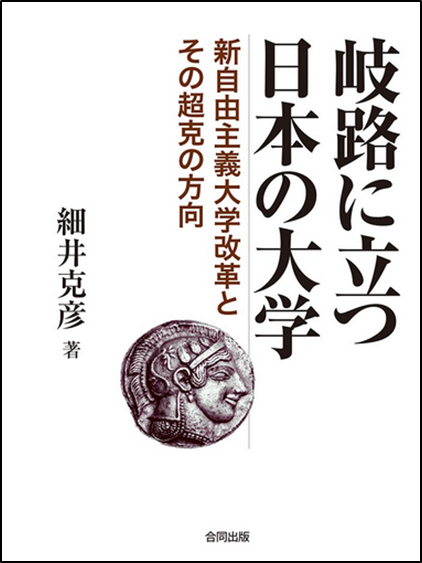 岐路に立つ
日本の大学
新自由主義大学改革と
その超克の方向
細井克彦 著
合同出版